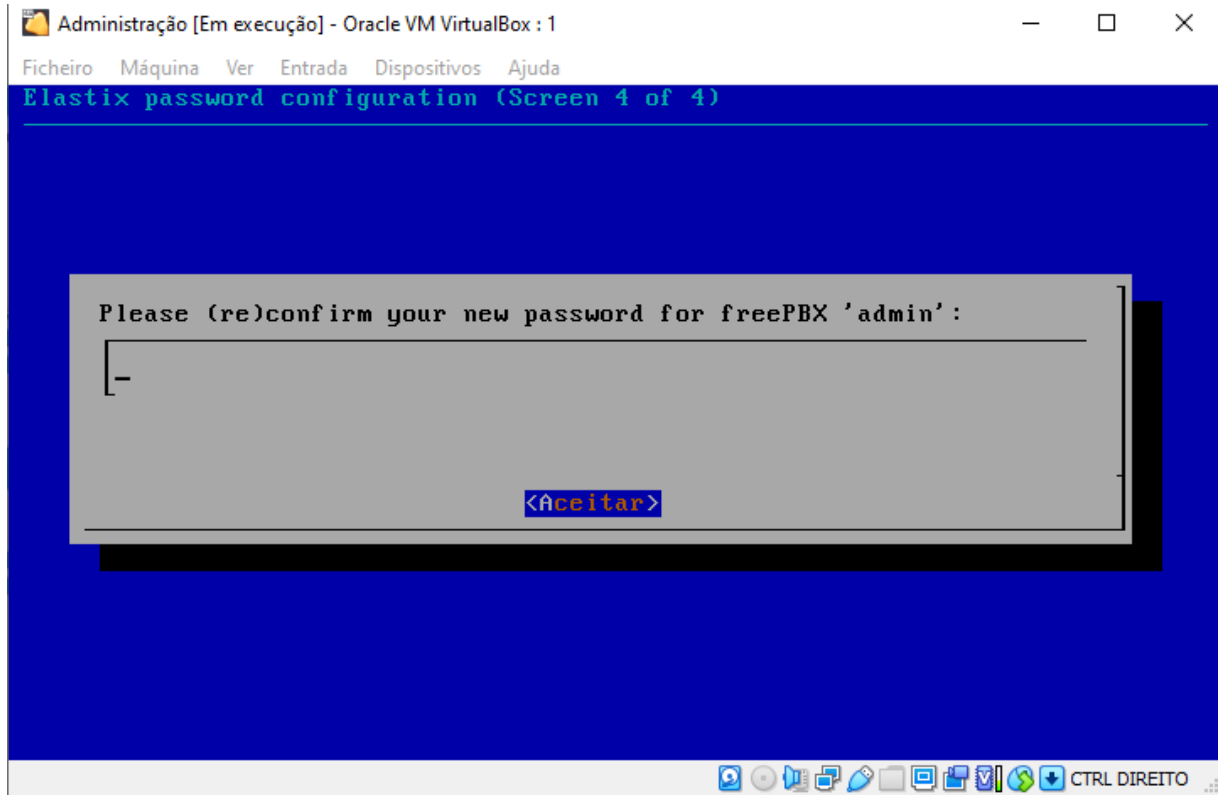 Administração [Em execução] - Oracle VM VirtualBox : 1
Ficheiro Máquina Ver Entrada Dispositivos Ajuda
Elastix password configuration (Screen 4 of 4)
Please (re)confirm your new password for freePBX 'admin':
<Aceitar>
CTRL DIREITO